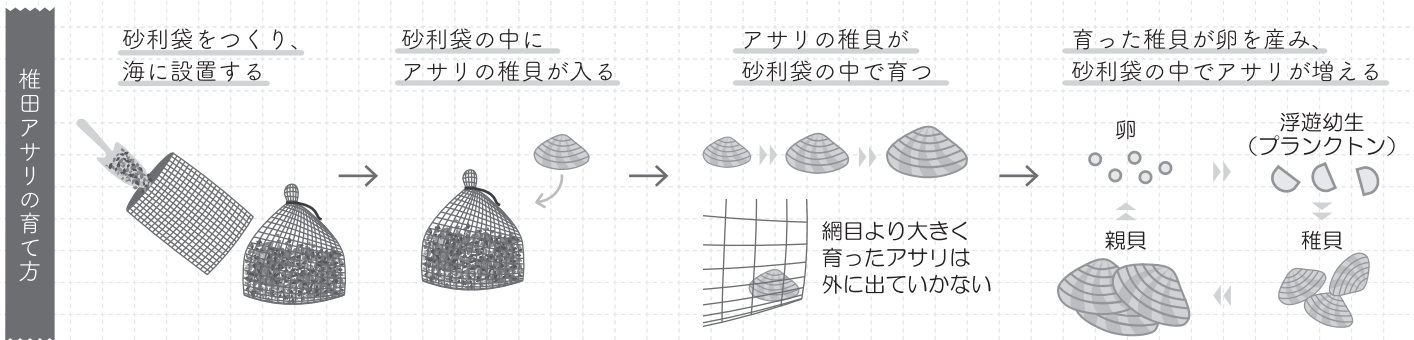 椎田アサリの育て方
砂利袋をつくり、
海に設置する
砂利袋の中に
アサリの稚貝が入る
アサリの稚貝が
砂利袋の中で育つ
網目より大きく
育ったアサリは
外に出ていかない
育った稚貝が卵を産み、
砂利袋の中でアサリが増える
卵
浮遊幼生
（プランクトン）
親貝
稚貝